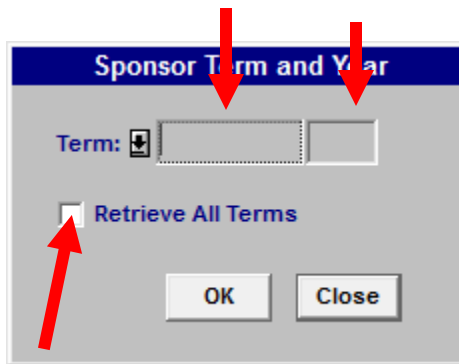 Sponsor Term and Year
Term:
Retrieve All Terms
OK Close